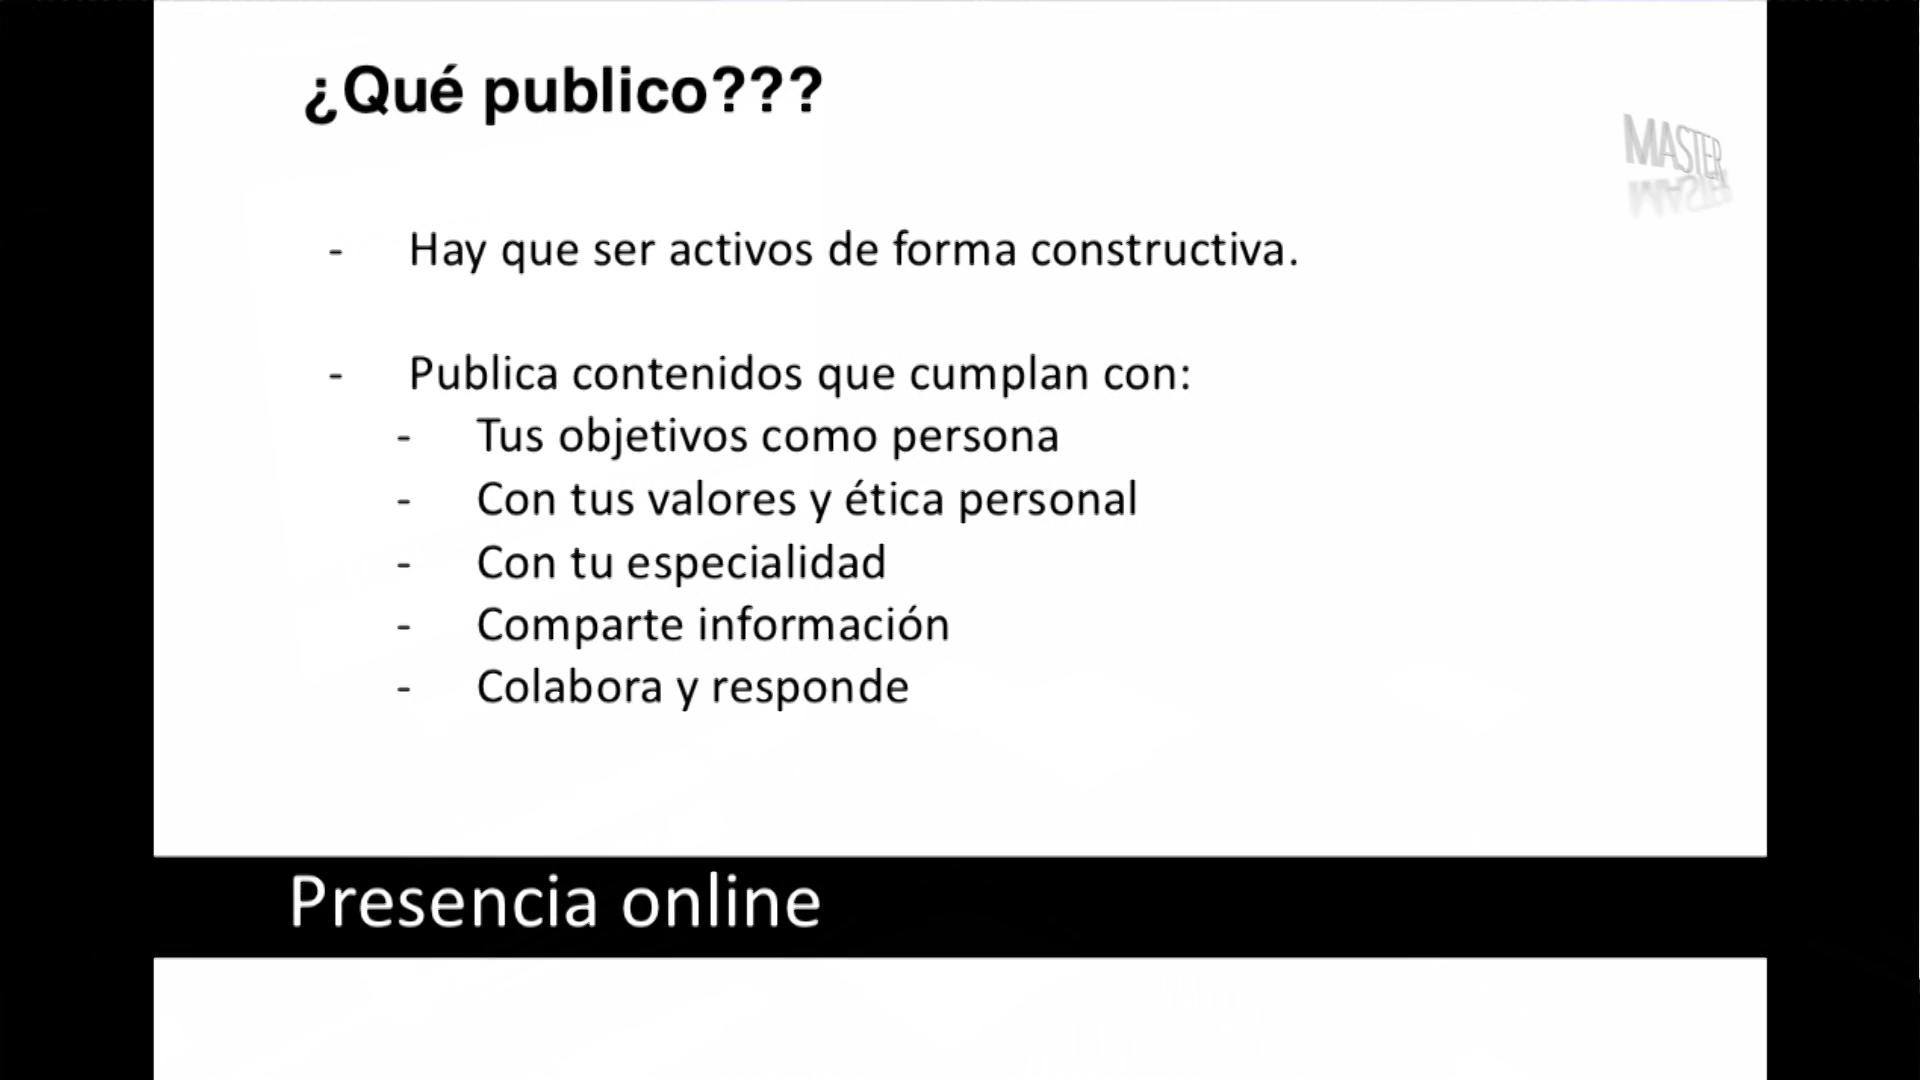 ¿Qué publico???
MASTER
- Hay que ser activos de forma constructiva.
- Publica contenidos que cumplan con:
- Tus objetivos como persona
- Con tus valores y ética personal
- Con tu especialidad
- Comparte información
- Colabora y responde
Presencia online